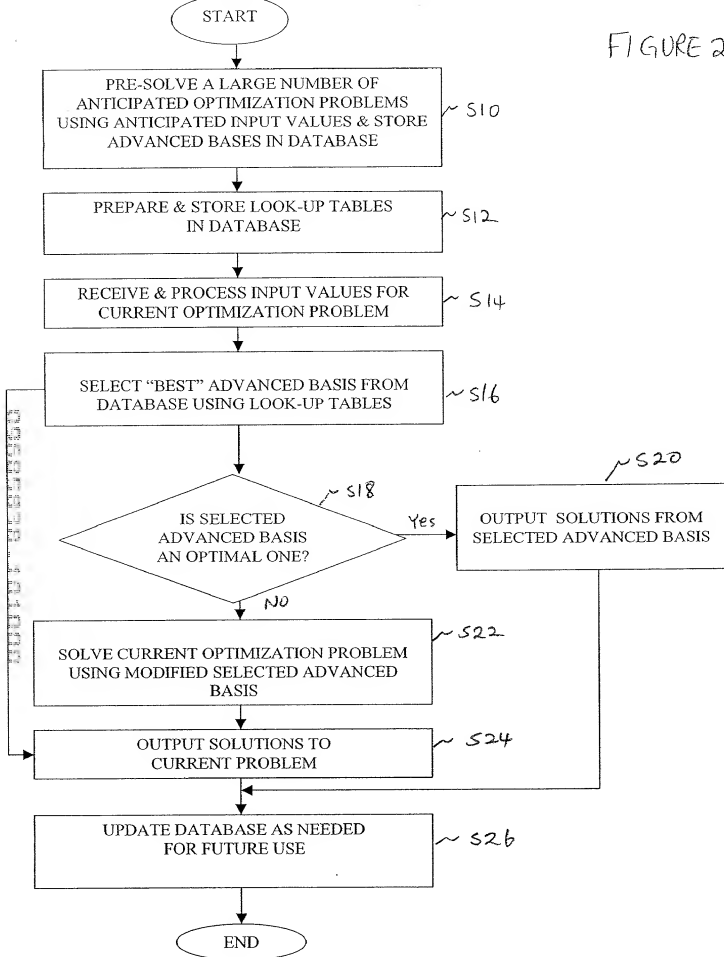 START
FIGURE 2
PRE-SOLVE A LARGE NUMBER OF
ANTICIPATED OPTIMIZATION PROBLEMS
USING ANTICIPATED INPUT VALUES & STORE
ADVANCED BASES IN DATABASE
S10
PREPARE & STORE LOOK-UP TABLES
IN DATABASE
S12
RECEIVE & PROCESS INPUT VALUES FOR
CURRENT OPTIMIZATION PROBLEM
S14
SELECT “BEST” ADVANCED BASIS FROM
DATABASE USING LOOK-UP TABLES
S16
S18
IS SELECTED
ADVANCED BASIS
AN OPTIMAL ONE?
Yes
S20
OUTPUT SOLUTIONS FROM
SELECTED ADVANCED BASIS
NO
S22
SOLVE CURRENT OPTIMIZATION PROBLEM
USING MODIFIED SELECTED ADVANCED
BASIS
OUTPUT SOLUTIONS TO
CURRENT PROBLEM
S24
UPDATE DATABASE AS NEEDED
FOR FUTURE USE
S26
END